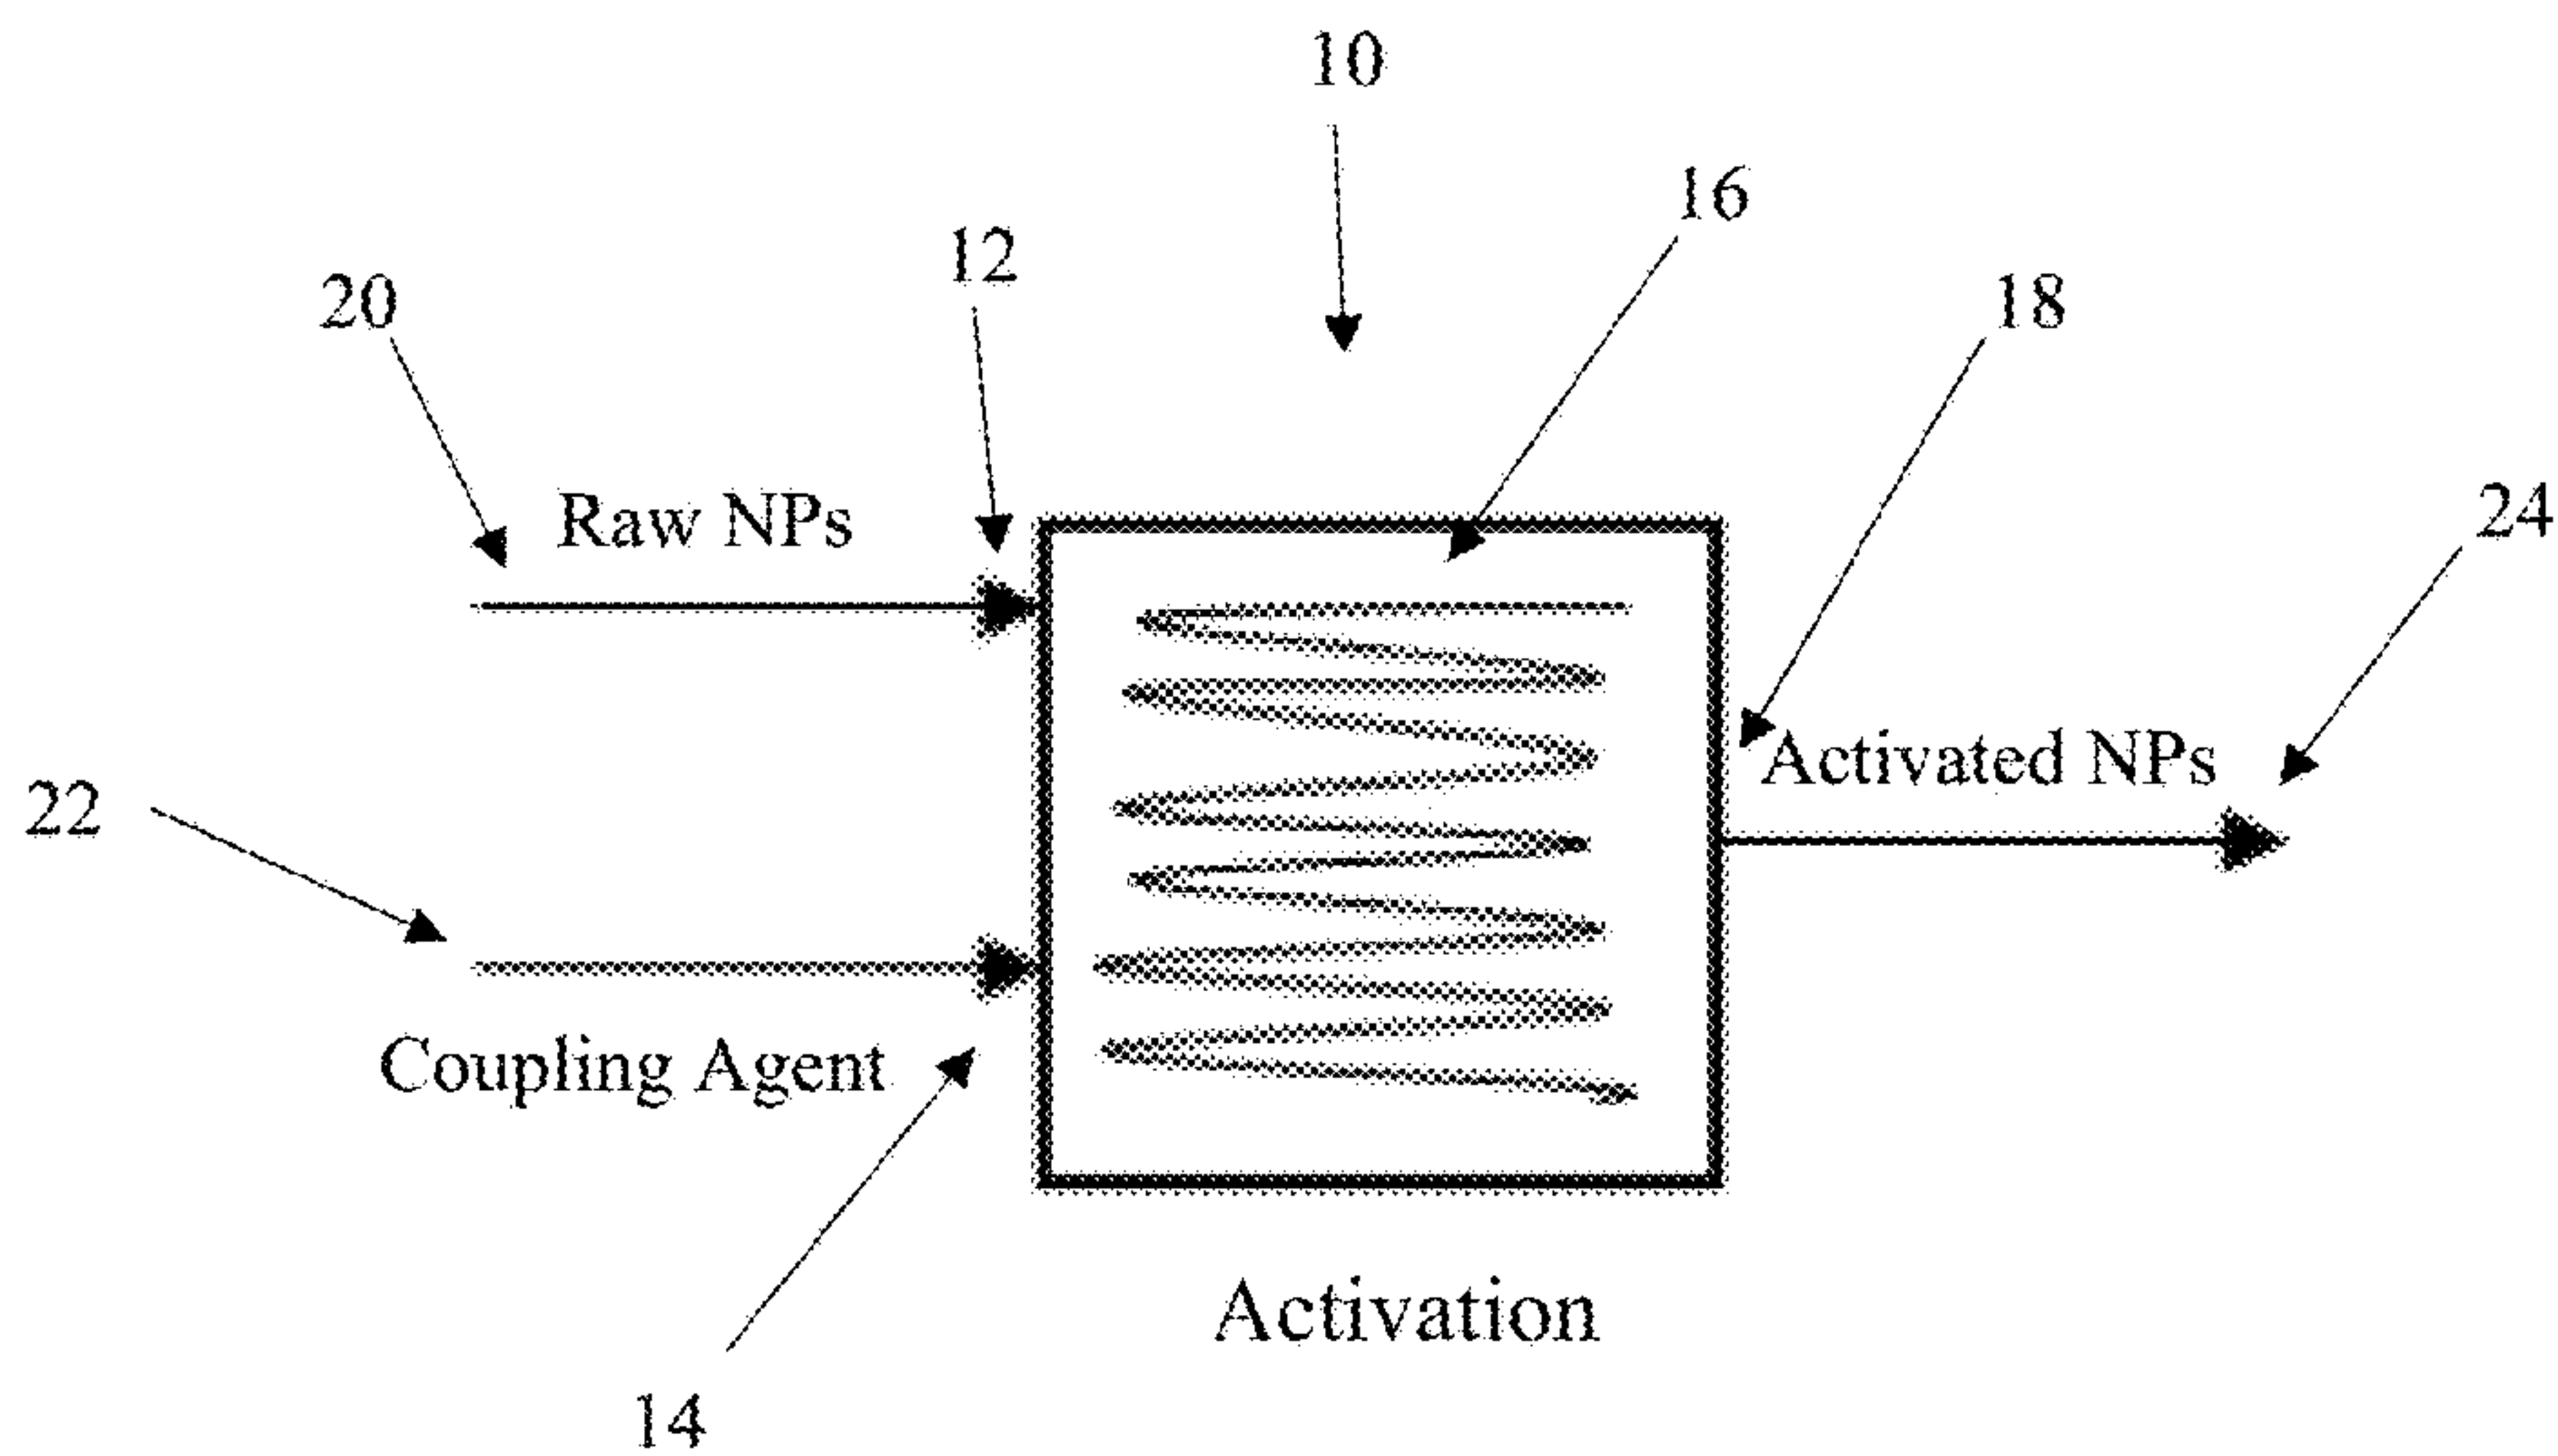 10
16
12
18
20
24
Raw NPs
Activated NPs
22
Coupling Agent
Activation
14